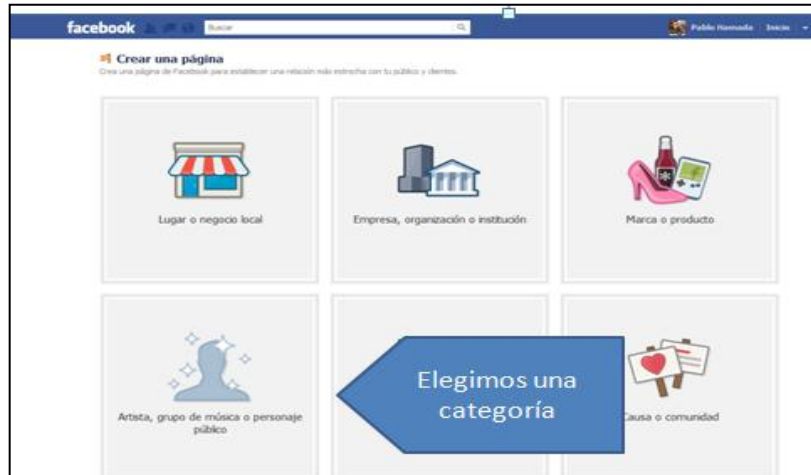 facebook
Buscar
Pablo Namada Inicio
Crear una página
Crea una página de Facebook para establecer una relación más estrecha con tu público y clientes.
Lugar o negocio local
Empresa, organización o institución
Marca o producto
Artista, grupo de música o personaje
público
Elegimos una
categoría
Causa o comunidad